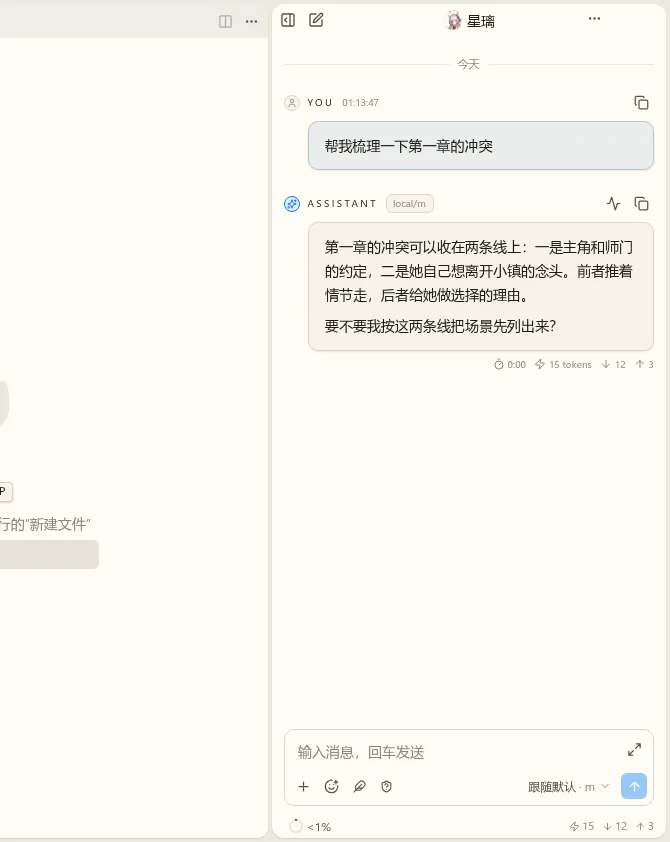 星璃
今天
YOU 01:13:47
帮我梳理一下第一章的冲突
ASSISTANT local/m
第一章的冲突可以收在两条线上：一是主角和师门
的约定，二是她自己想离开小镇的念头。前者推着
情节走，后者给她做选择的理由。
要不要我按这两条线把场景先列出来？
0:00 15 tokens 12 3
P
行的“新建文件”
输入消息，回车发送
跟随默认 · m
<1% 15 12 3